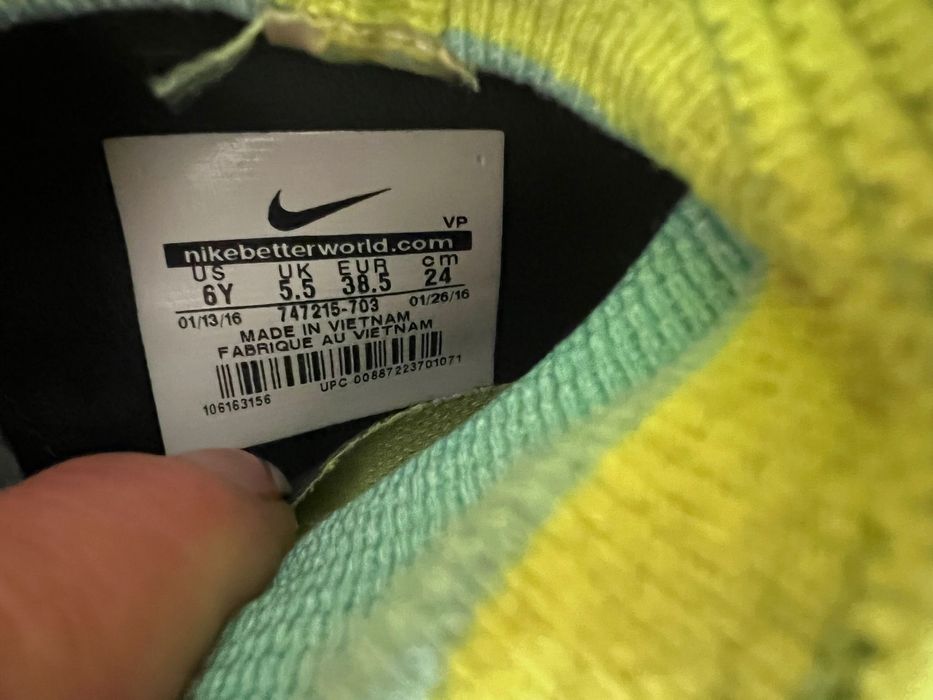 VP
nikebetterworld.com
US UK EUR cm
6Y 5.5 38.5 24
01/13/16 747215-703 01/26/16
MADE IN VIETNAM
FABRIQUE AU VIETNAM
106163156 UPC 00887223701071